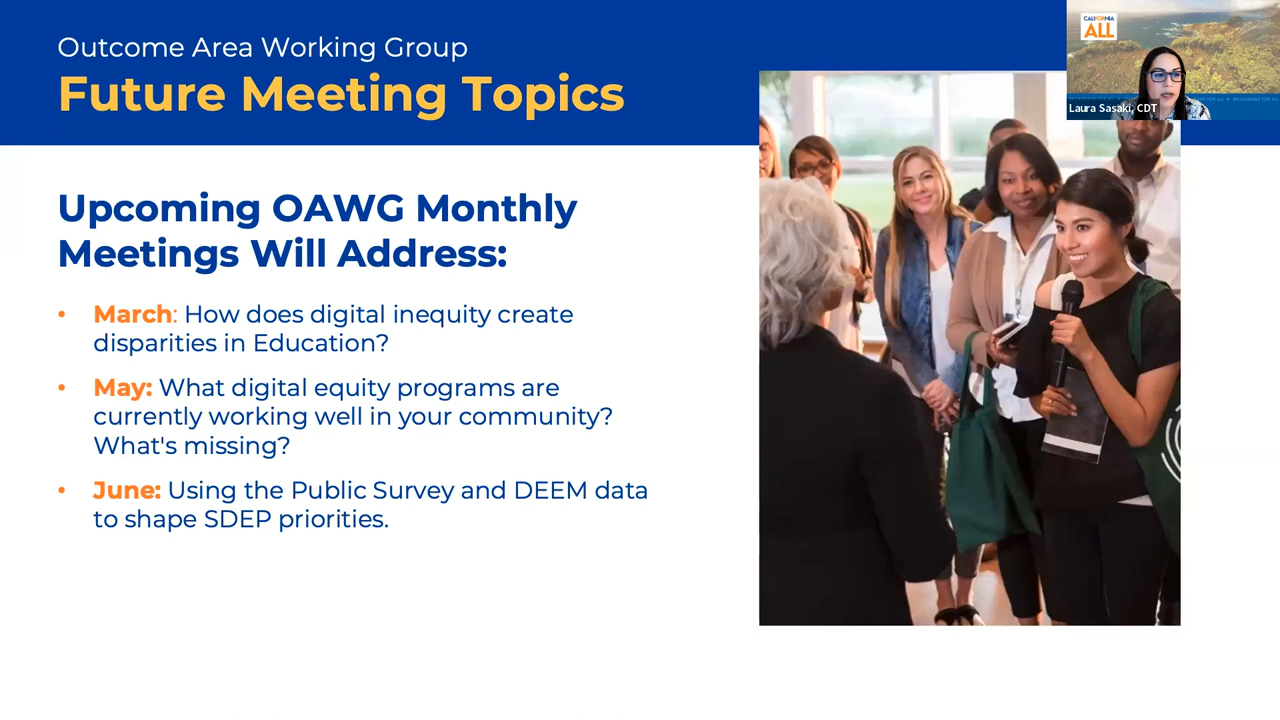 Outcome Area Working Group
Future Meeting Topics
CALIFORNIA
ALL
Laura Sasaki, CDT
Upcoming OAWG Monthly
Meetings Will Address:
• March: How does digital inequity create
disparities in Education?
• May: What digital equity programs are
currently working well in your community?
What's missing?
• June: Using the Public Survey and DEEM data
to shape SDEP priorities.